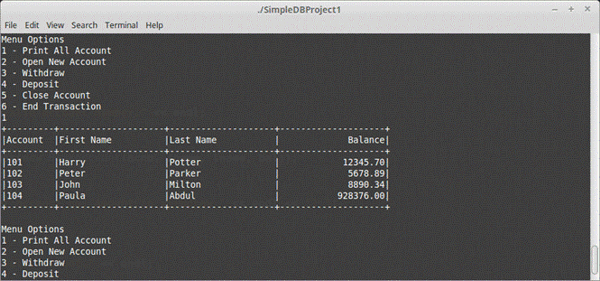 ./SimpleDBProject1
File Edit View Search Terminal Help
Menu Options
1 - Print All Account
2 - Open New Account
3 - Withdraw
4 - Deposit
5 - Close Account
6 - End Transaction
1
+---------+--------------------+--------------------+--------------------+
|Account |First Name |Last Name | Balance|
+---------+--------------------+--------------------+--------------------+
|101 |Harry |Potter | 12345.70|
|102 |Peter |Parker | 5678.89|
|103 |John |Milton | 8890.34|
|104 |Paula |Abdul | 928376.00|
+---------+--------------------+--------------------+--------------------+
Menu Options
1 - Print All Account
2 - Open New Account
3 - Withdraw
4 - Deposit